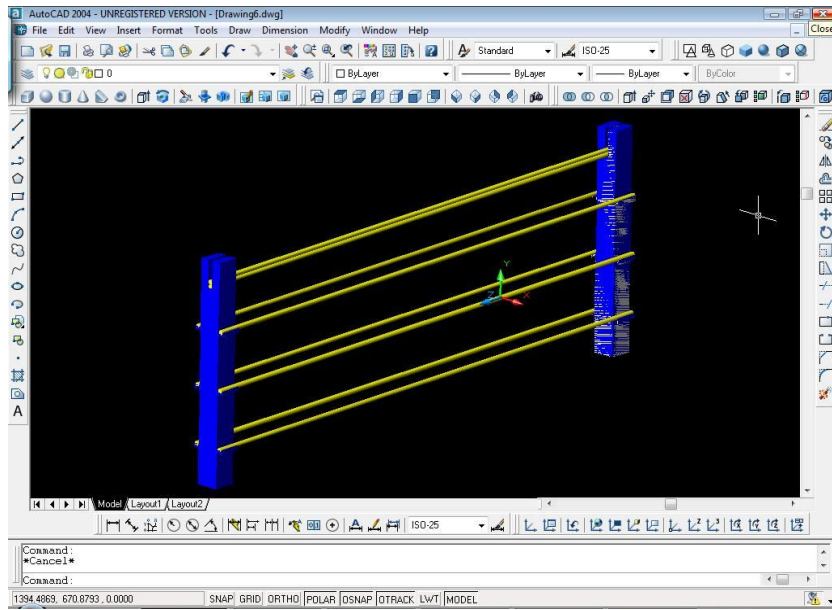 AutoCAD 2004 - UNREGISTERED VERSION - [Drawing6.dwg]
File Edit View Insert Format Tools Draw Dimension Modify Window Help
Close
Standard ISO-25
0 ByLayer ByLayer ByLayer ByColor
Y
Z X
A
Model Layout1 Layout2
ISO-25
Command:
*Cancel*
Command:
1394.4869, 670.8793, 0.0000 SNAP GRID ORTHO POLAR OSNAP OTRACK LWT MODEL